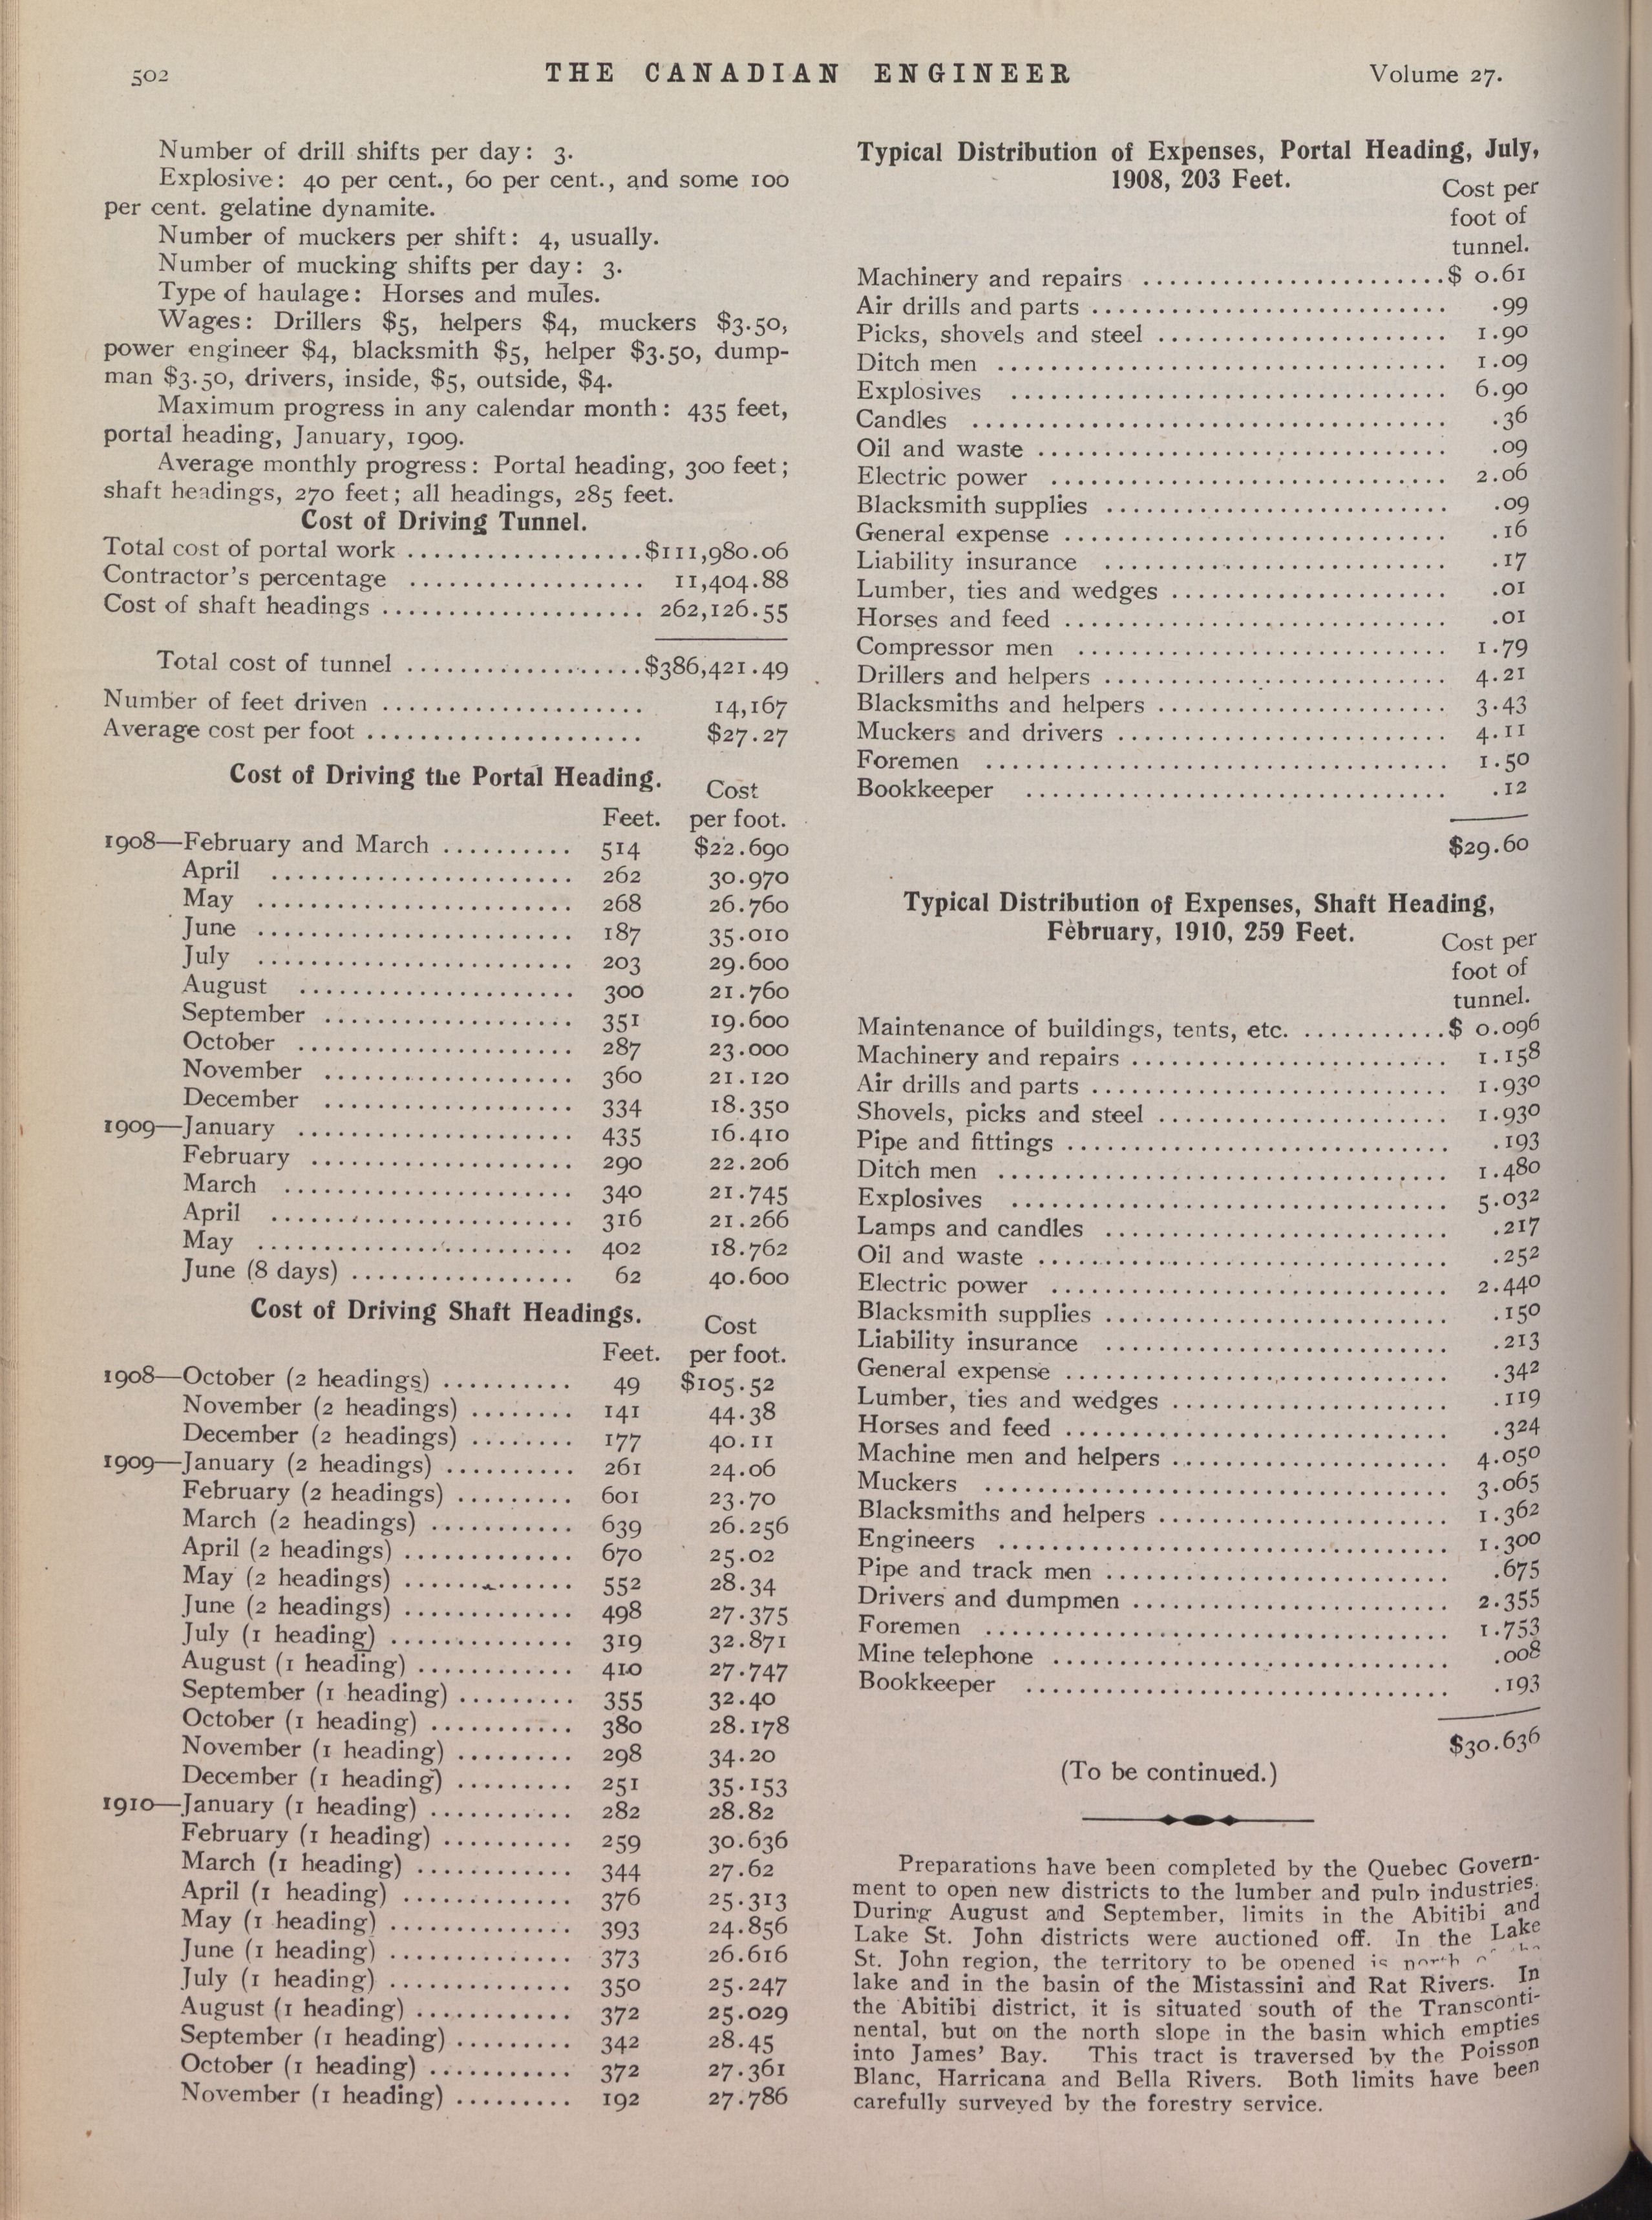 502
THE CANADIAN ENGINEER
Volume 27.
Number of drill shifts per day: 3.
Explosive: 40 per cent., 60 per cent., and some 100
per cent. gelatine dynamite.
Number of muckers per shift: 4, usually.
Number of mucking shifts per day: 3.
Type of haulage: Horses and mules.
Wages: Drillers $5, helpers $4, muckers $3.50,
power engineer $4, blacksmith $5, helper $3.50, dump-
man $3.50, drivers, inside, $5, outside, $4.
Maximum progress in any calendar month: 435 feet,
portal heading, January, 1909.
Average monthly progress: Portal heading, 300 feet;
shaft headings, 270 feet; all headings, 285 feet.
Cost of Driving Tunnel.
Total cost of portal work .................. $111,980.06
Contractor's percentage .................. 11,404.88
Cost of shaft headings .................... 262,126.55
Total cost of tunnel .................. $386,421.49
Number of feet driven .................... 14,167
Average cost per foot ..................... $27.27
Cost of Driving the Portal Heading.
Cost
Feet. per foot.
1908—February and March .......... 514 $22.690
April ....................... 262 30.970
May ........................ 268 26.760
June ........................ 187 35.010
July ........................ 203 29.600
August ..................... 300 21.760
September ................... 351 19.600
October ..................... 287 23.000
November ................... 360 21.120
December ................... 334 18.350
1909—January ..................... 435 16.410
February .................... 290 22.206
March ...................... 340 21.745
April ....................... 316 21.266
May ........................ 402 18.762
June (8 days) ................. 62 40.600
Cost of Driving Shaft Headings.
Cost
Feet. per foot.
1908—October (2 headings) .......... 49 $105.52
November (2 headings) ........ 141 44.38
December (2 headings) ........ 177 40.11
1909—January (2 headings) .......... 261 24.06
February (2 headings) ......... 601 23.70
March (2 headings) ........... 639 26.256
April (2 headings) ............. 670 25.02
May (2 headings) ............. 552 28.34
June (2 headings) ............. 498 27.375
July (1 heading) .............. 319 32.871
August (1 heading) ............ 410 27.747
September (1 heading) ......... 355 32.40
October (1 heading) ........... 380 28.178
November (1 heading) ......... 298 34.20
December (1 heading) ......... 251 35.153
1910—January (1 heading) ........... 282 28.82
February (1 heading) .......... 259 30.636
March (1 heading) ............ 344 27.62
April (1 heading) ............. 376 25.313
May (1 heading) .............. 393 24.856
June (1 heading) .............. 373 26.616
July (1 heading) .............. 350 25.247
August (1 heading) ............ 372 25.029
September (1 heading) ......... 342 28.45
October (1 heading) ........... 372 27.361
November (1 heading) ......... 192 27.786
Typical Distribution of Expenses, Portal Heading, July,
1908, 203 Feet.
Cost per
foot of
tunnel.
Machinery and repairs ....................... $ 0.61
Air drills and parts ........................... .99
Picks, shovels and steel ...................... 1.90
Ditch men .................................. 1.09
Explosives ................................. 6.90
Candles .................................... .36
Oil and waste ............................... .09
Electric power .............................. 2.06
Blacksmith supplies .......................... .09
General expense ............................. .16
Liability insurance .......................... .17
Lumber, ties and wedges ..................... .01
Horses and feed ............................. .01
Compressor men ............................ 1.79
Drillers and helpers .......................... 4.21
Blacksmiths and helpers ...................... 3.43
Muckers and drivers ......................... 4.11
Foremen ................................... 1.50
Bookkeeper ................................ .12
$29.60
Typical Distribution of Expenses, Shaft Heading,
February, 1910, 259 Feet.
Cost per
foot of
tunnel.
Maintenance of buildings, tents, etc. ........... $ 0.096
Machinery and repairs ........................ 1.158
Air drills and parts ........................... 1.930
Shovels, picks and steel ...................... 1.930
Pipe and fittings ............................. .193
Ditch men .................................. 1.480
Explosives ................................. 5.032
Lamps and candles .......................... .217
Oil and waste ............................... .252
Electric power .............................. 2.440
Blacksmith supplies .......................... .150
Liability insurance .......................... .213
General expense ............................. .342
Lumber, ties and wedges ..................... .119
Horses and feed ............................. .324
Machine men and helpers ..................... 4.050
Muckers ................................... 3.065
Blacksmiths and helpers ...................... 1.362
Engineers .................................. 1.300
Pipe and track men .......................... .675
Drivers and dumpmen ........................ 2.355
Foremen ................................... 1.753
Mine telephone .............................. .008
Bookkeeper ................................ .193
$30.636
(To be continued.)
Preparations have been completed by the Quebec Govern-
ment to open new districts to the lumber and pulp industries.
During August and September, limits in the Abitibi and
Lake St. John districts were auctioned off. In the Lake
St. John region, the territory to be opened is north
lake and in the basin of the Mistassini and Rat Rivers. In
the Abitibi district, it is situated south of the Transconti-
nental, but on the north slope in the basin which empties
into James' Bay. This tract is traversed by the Poisson
Blanc, Harricana and Bella Rivers. Both limits have been
carefully surveyed by the forestry service.